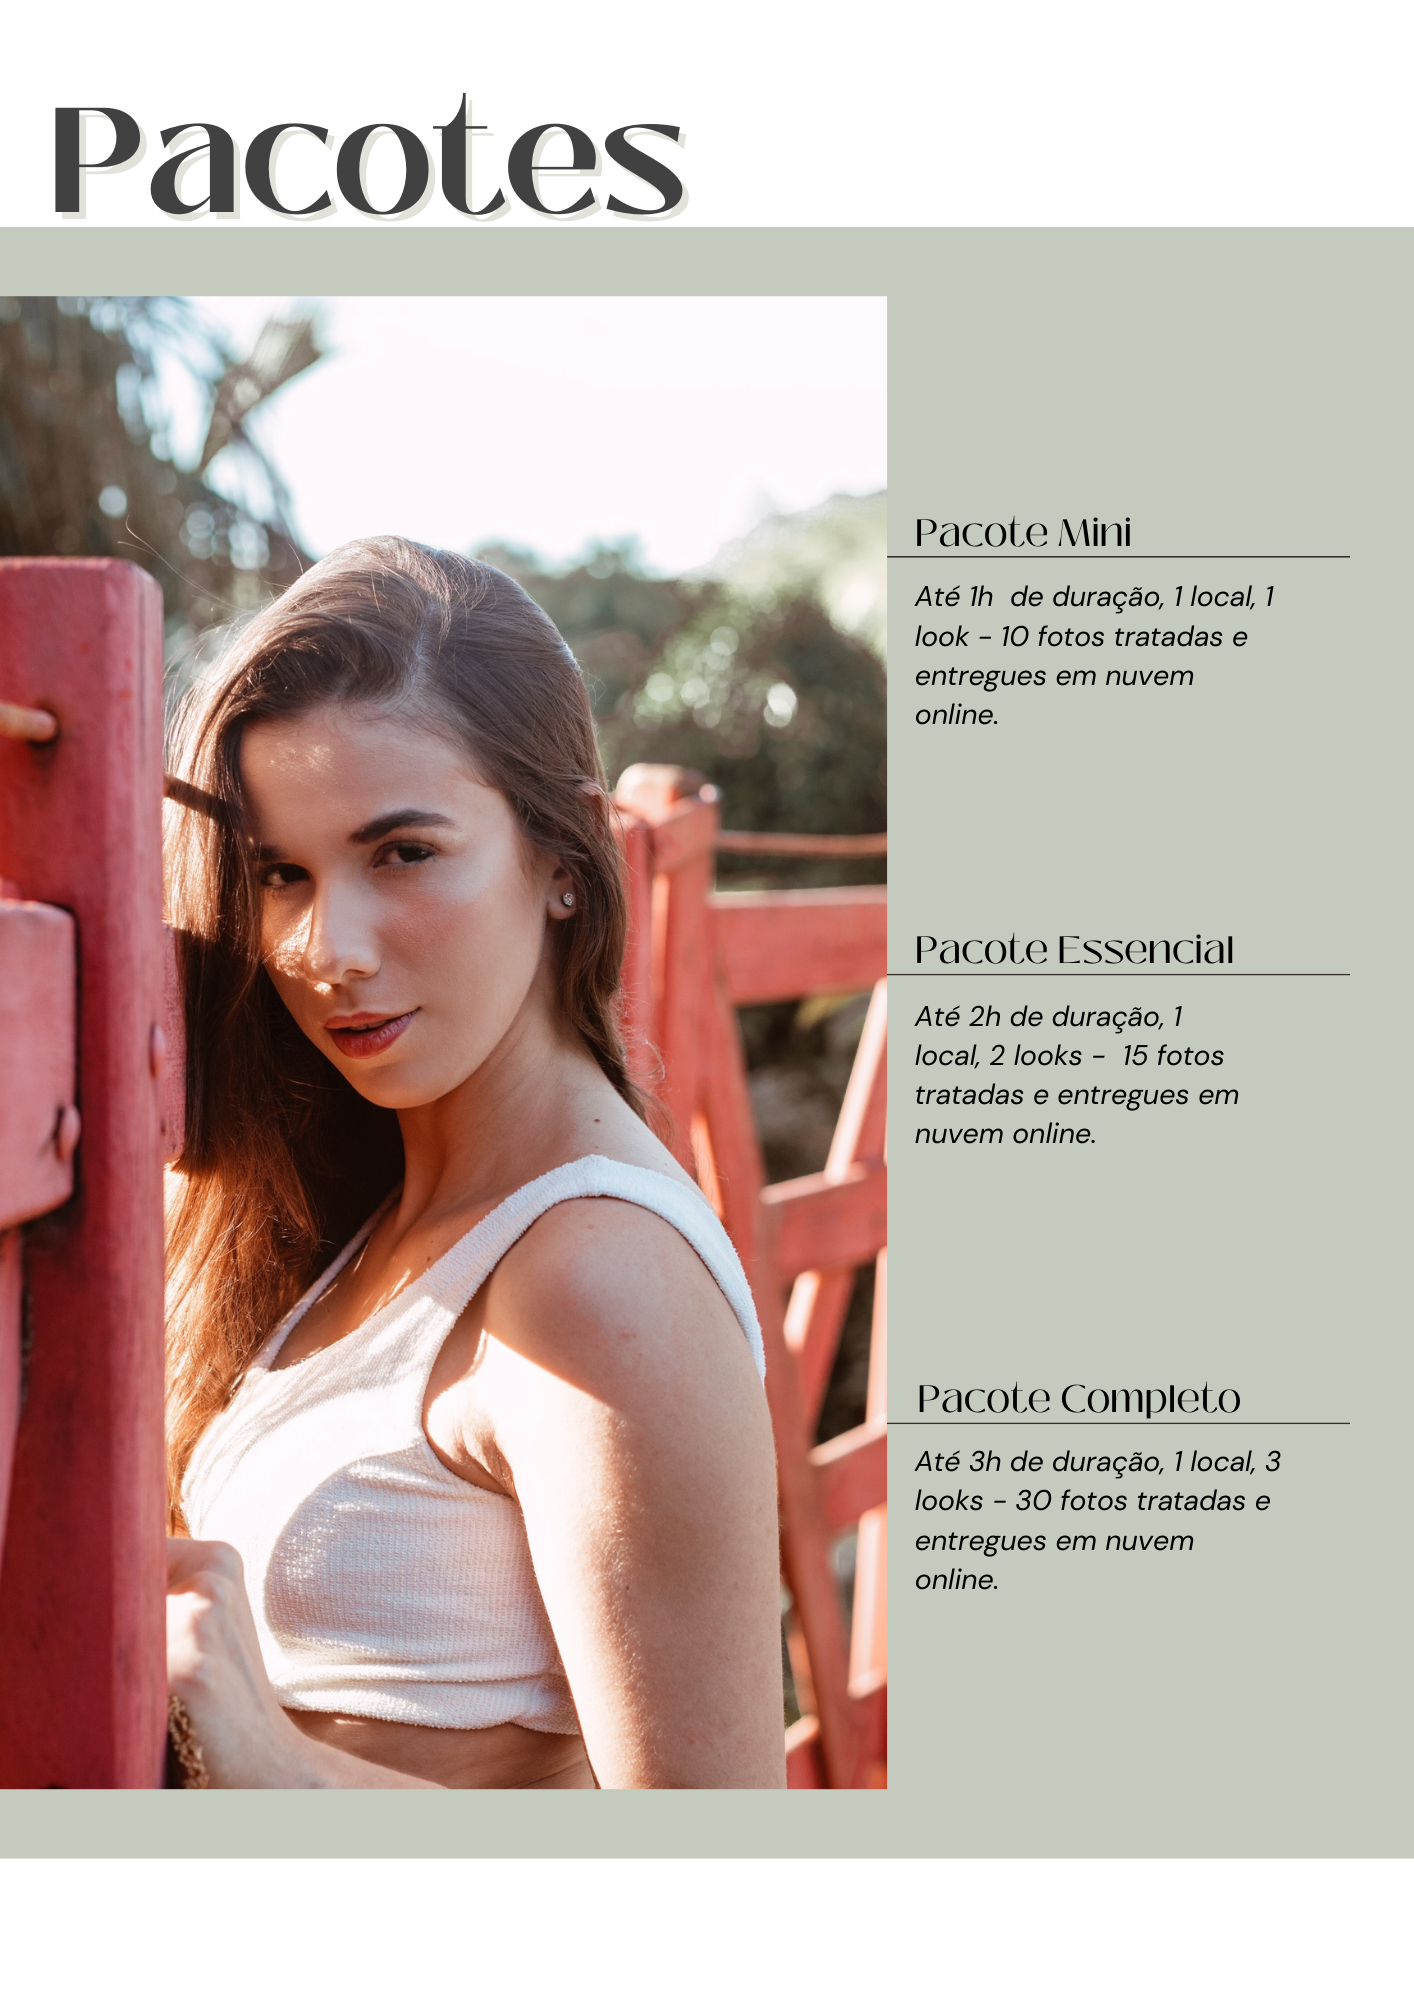 Pacotes
Pacote Mini
Até 1h  de duração, 1 local, 1
look - 10 fotos tratadas e
entregues em nuvem
online.
Pacote Essencial
Até 2h de duração, 1
local, 2 looks -  15 fotos
tratadas e entregues em
nuvem online.
Pacote Completo
Até 3h de duração, 1 local, 3
looks - 30 fotos tratadas e
entregues em nuvem
online.